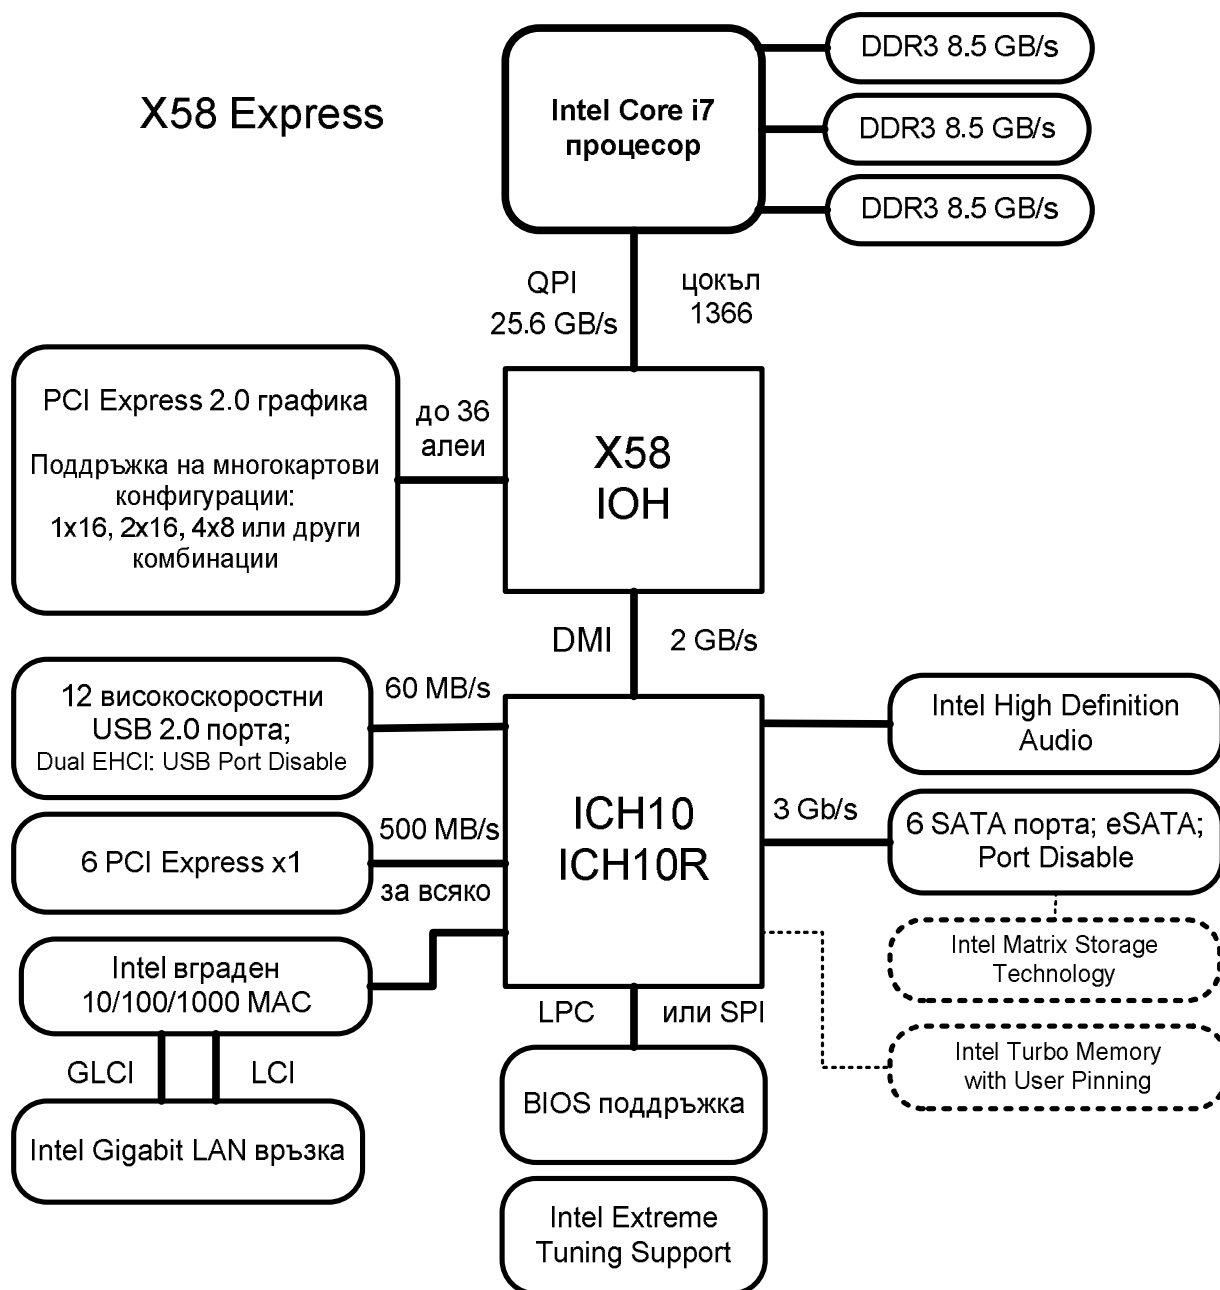 X58 Express
Intel Core i7
процесор
DDR3 8.5 GB/s
DDR3 8.5 GB/s
DDR3 8.5 GB/s
QPI
25.6 GB/s
цокъл
1366
PCI Express 2.0 графика
Поддръжка на многокартови
конфигурации:
1x16, 2x16, 4x8 или други
комбинации
до 36
алеи
X58
IOH
DMI
2 GB/s
12 високоскоростни
USB 2.0 порта;
Dual EHCI: USB Port Disable
60 MB/s
6 PCI Express x1
500 MB/s
за всяко
Intel вграден
10/100/1000 MAC
GLCI
LCI
Intel Gigabit LAN връзка
ICH10
ICH10R
Intel High Definition
Audio
3 Gb/s
6 SATA порта; eSATA;
Port Disable
Intel Matrix Storage
Technology
Intel Turbo Memory
with User Pinning
LPC
или SPI
BIOS поддръжка
Intel Extreme
Tuning Support